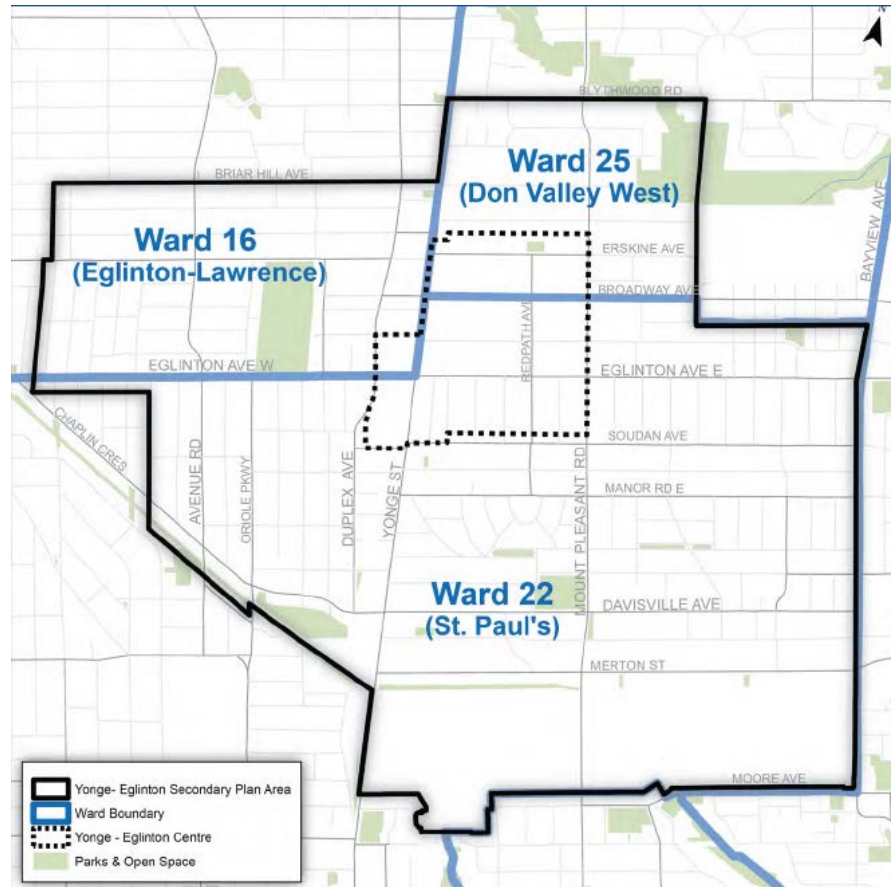 BLYTHWOOD RD
Ward 25
(Don Valley West)
BRIAR HILL AVE
Ward 16
(Eglinton-Lawrence)
BAYVIEW AVE
ERSKINE AVE
BROADWAY AVE
REDPATH AVE
EGLINTON AVE W
EGLINTON AVE E
CHAPLIN CRES
AVENUE RD
ORIOLE PKWY
DUPLEX AVE
YONGE ST
SOUDAN AVE
MOUNT PLEASANT RD
MANOR RD E
Ward 22
(St. Paul's)
DAVISVILLE AVE
MERTON ST
MOORE AVE
Yonge- Eglinton Secondary Plan Area
Ward Boundary
Yonge - Eglinton Centre
Parks & Open Space